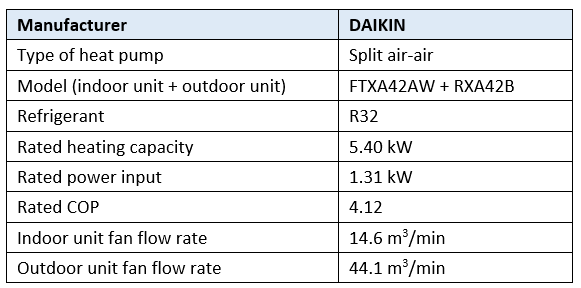 Manufacturer DAIKIN
Type of heat pump Split air-air
Model (indoor unit + outdoor unit) FTXA42AW + RXA42B
Refrigerant R32
Rated heating capacity 5.40 kW
Rated power input 1.31 kW
Rated COP 4.12
Indoor unit fan flow rate 14.6 m³/min
Outdoor unit fan flow rate 44.1 m³/min